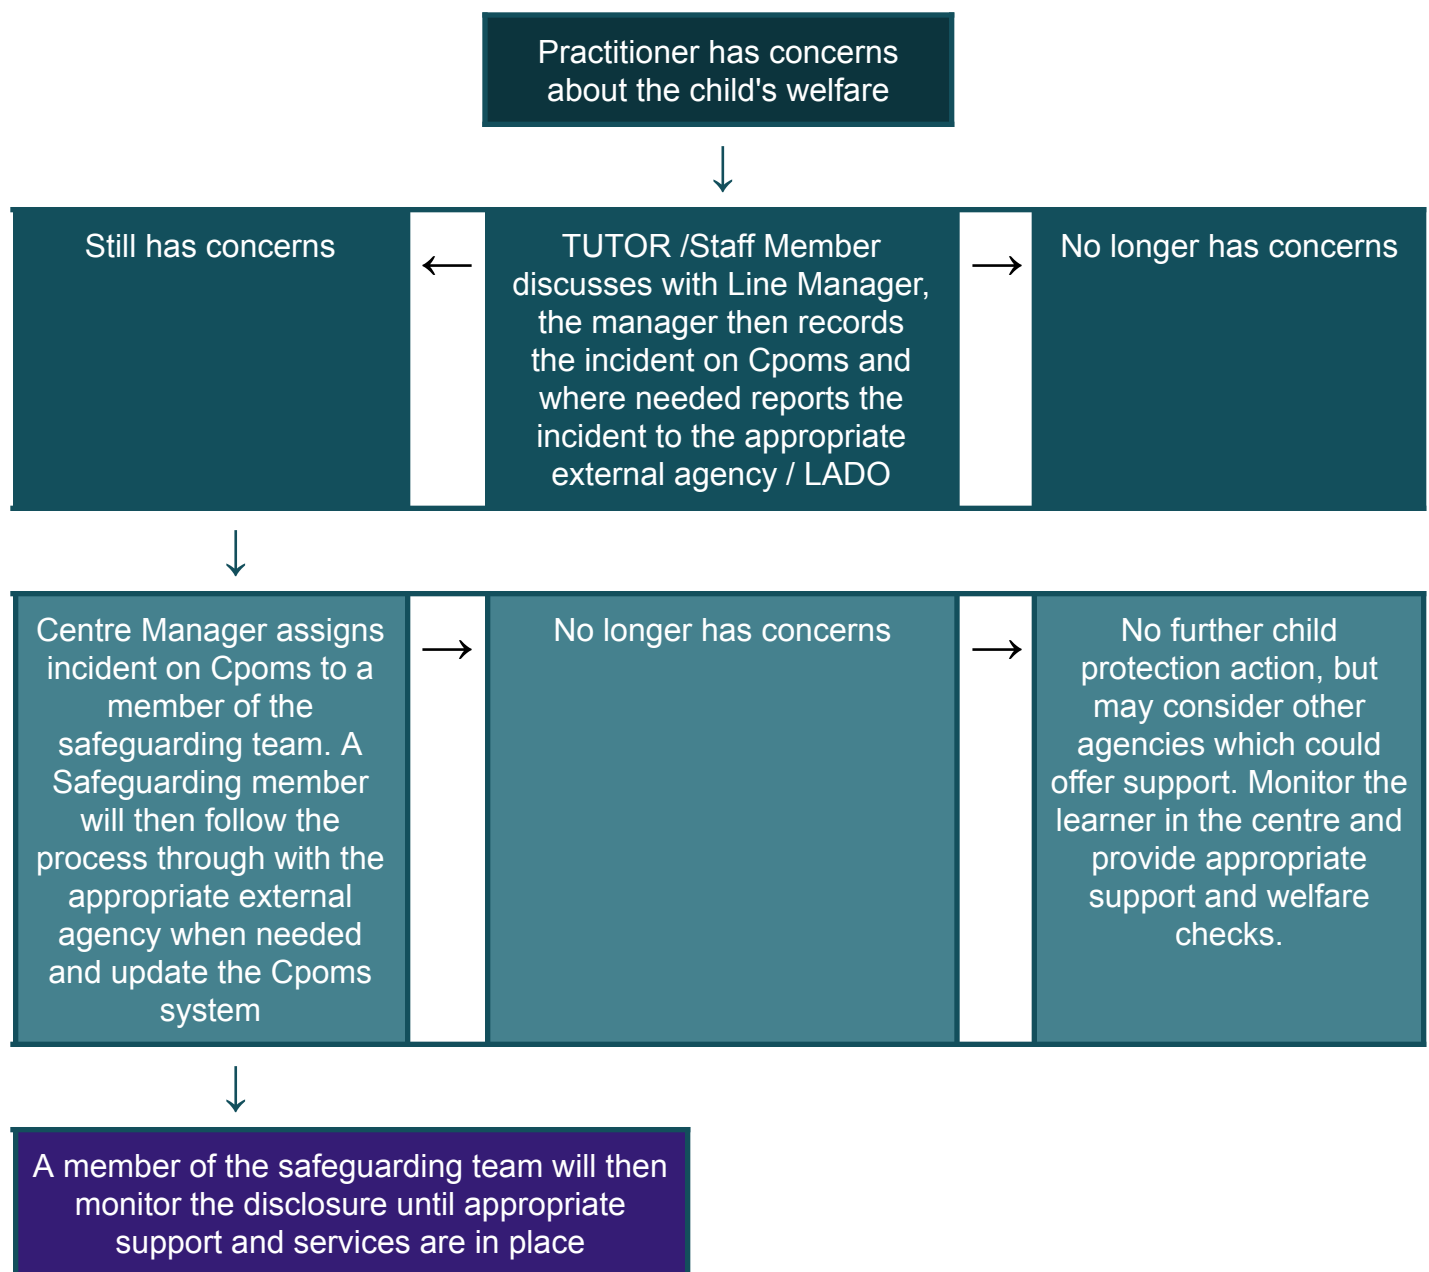 Practitioner has concerns
about the child's welfare
↓
Still has concerns
←
TUTOR /Staff Member
discusses with Line Manager,
the manager then records
the incident on Cpoms and
where needed reports the
incident to the appropriate
external agency / LADO
→
No longer has concerns
↓
Centre Manager assigns
incident on Cpoms to a
member of the
safeguarding team. A
Safeguarding member
will then follow the
process through with the
appropriate external
agency when needed
and update the Cpoms
system
→
No longer has concerns
→
No further child
protection action, but
may consider other
agencies which could
offer support. Monitor the
learner in the centre and
provide appropriate
support and welfare
checks.
↓
A member of the safeguarding team will then
monitor the disclosure until appropriate
support and services are in place